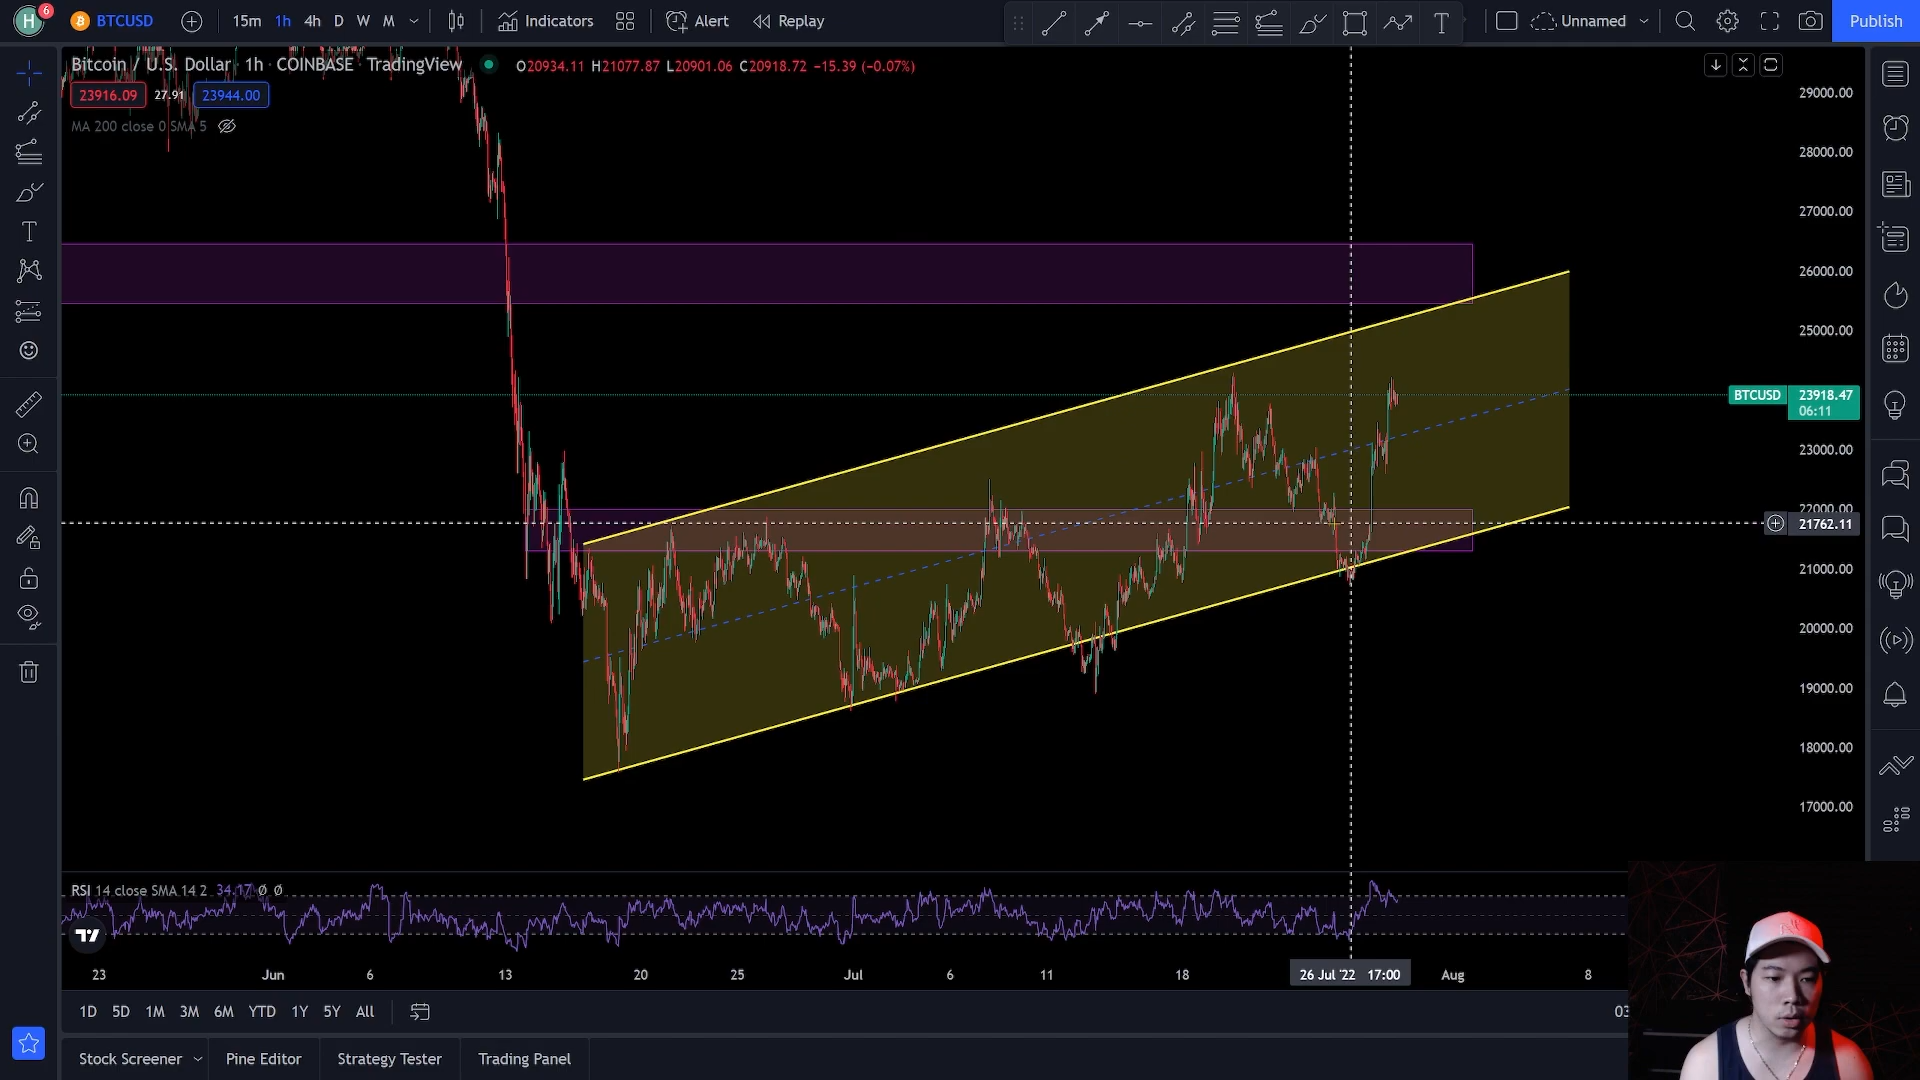 H 6 BTCUSD 15m 1h 4h D W M Indicators Alert Replay T Unnamed Publish
Bitcoin / U.S. Dollar 1h COINBASE TradingView O20934.11 H21077.87 L20901.06 C20918.72 −15.39 (−0.07%)
23916.09 27.91 23944.00
MA 200 close 0 SMA 5
29000.00
28000.00
27000.00
26000.00
25000.00
BTCUSD 23918.47
06:11
23000.00
22000.00
21762.11
21000.00
20000.00
19000.00
18000.00
17000.00
RSI 14 close SMA 14 2 34.17 Ø Ø
23 Jun 6 13 20 25 Jul 6 11 18 26 Jul '22 17:00 Aug 8
1D 5D 1M 3M 6M YTD 1Y 5Y All 03
Stock Screener Pine Editor Strategy Tester Trading Panel